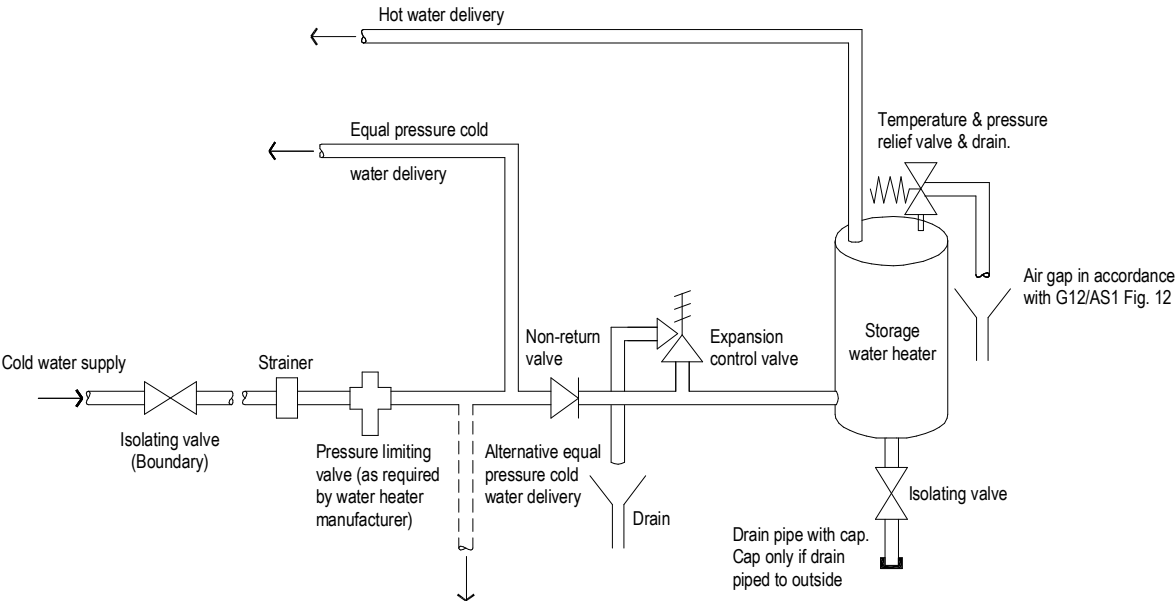 Hot water delivery
Equal pressure cold
water delivery
Temperature & pressure
relief valve & drain.
Air gap in accordance
with G12/AS1 Fig. 12
Storage
water heater
Non-return
valve
Expansion
control valve
Cold water supply
Strainer
Isolating valve
(Boundary)
Pressure limiting
valve (as required
by water heater
manufacturer)
Alternative equal
pressure cold
water delivery
Drain
Isolating valve
Drain pipe with cap.
Cap only if drain
piped to outside